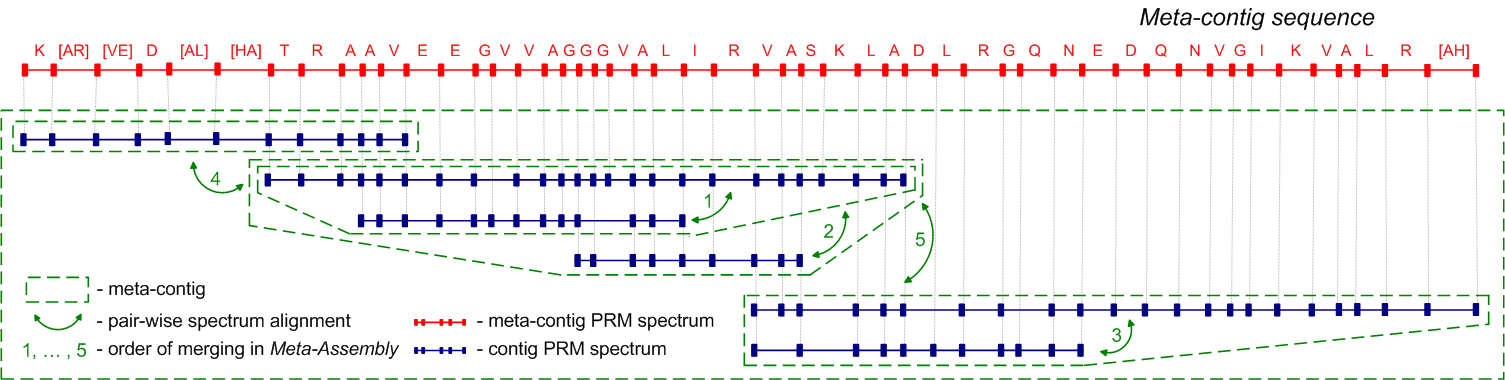 Meta-contig sequence
K [AR] [VE] D [AL] [HA] T R A A V E E G V V A G G G V A L I R V A S K L A D L R G Q N E D Q N V G I K V A L R [AH]
4
1
2
5
- meta-contig
- pair-wise spectrum alignment
1, ... , 5 - order of merging in Meta-Assembly
- meta-contig PRM spectrum
- contig PRM spectrum
3